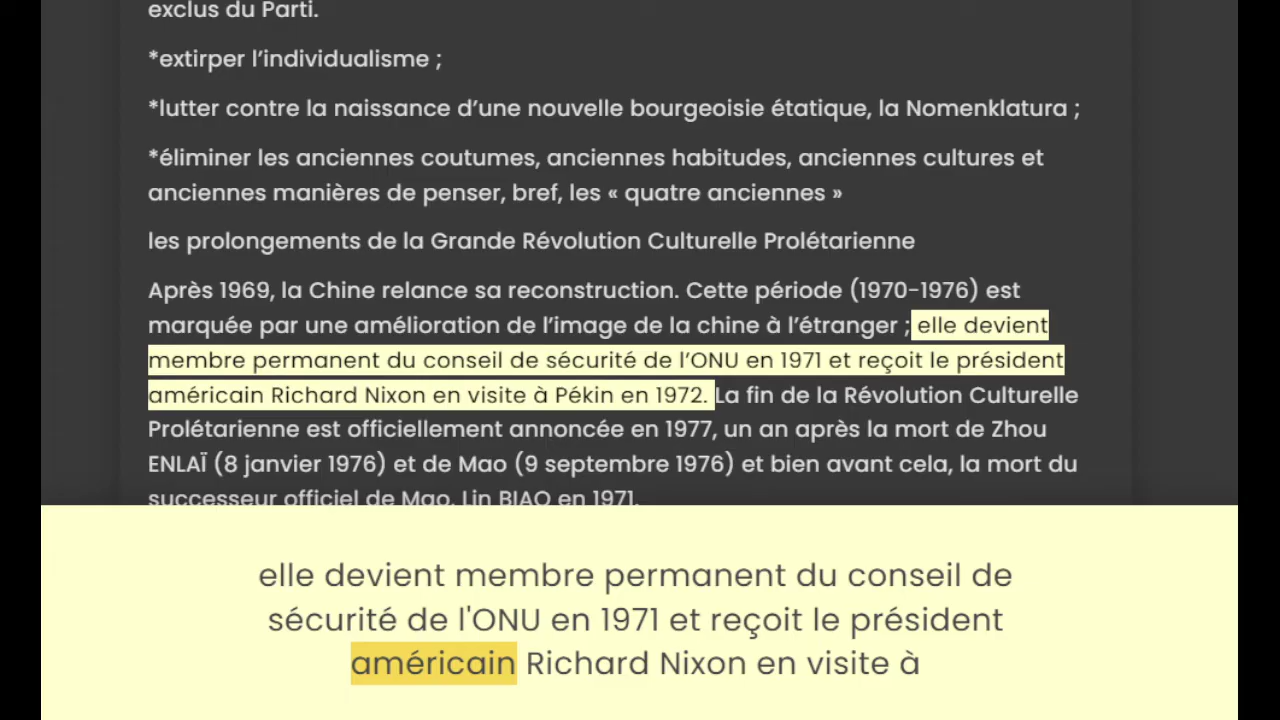 exclus du Parti.
*extirper l’individualisme ;
*lutter contre la naissance d’une nouvelle bourgeoisie étatique, la Nomenklatura ;
*éliminer les anciennes coutumes, anciennes habitudes, anciennes cultures et
anciennes manières de penser, bref, les « quatre anciennes »
les prolongements de la Grande Révolution Culturelle Prolétarienne
Après 1969, la Chine relance sa reconstruction. Cette période (1970-1976) est
marquée par une amélioration de l’image de la chine à l’étranger ; elle devient
membre permanent du conseil de sécurité de l’ONU en 1971 et reçoit le président
américain Richard Nixon en visite à Pékin en 1972. La fin de la Révolution Culturelle
Prolétarienne est officiellement annoncée en 1977, un an après la mort de Zhou
ENLAÏ (8 janvier 1976) et de Mao (9 septembre 1976) et bien avant cela, la mort du
successeur officiel de Mao, Lin BIAO en 1971.
elle devient membre permanent du conseil de
sécurité de l'ONU en 1971 et reçoit le président
américain Richard Nixon en visite à